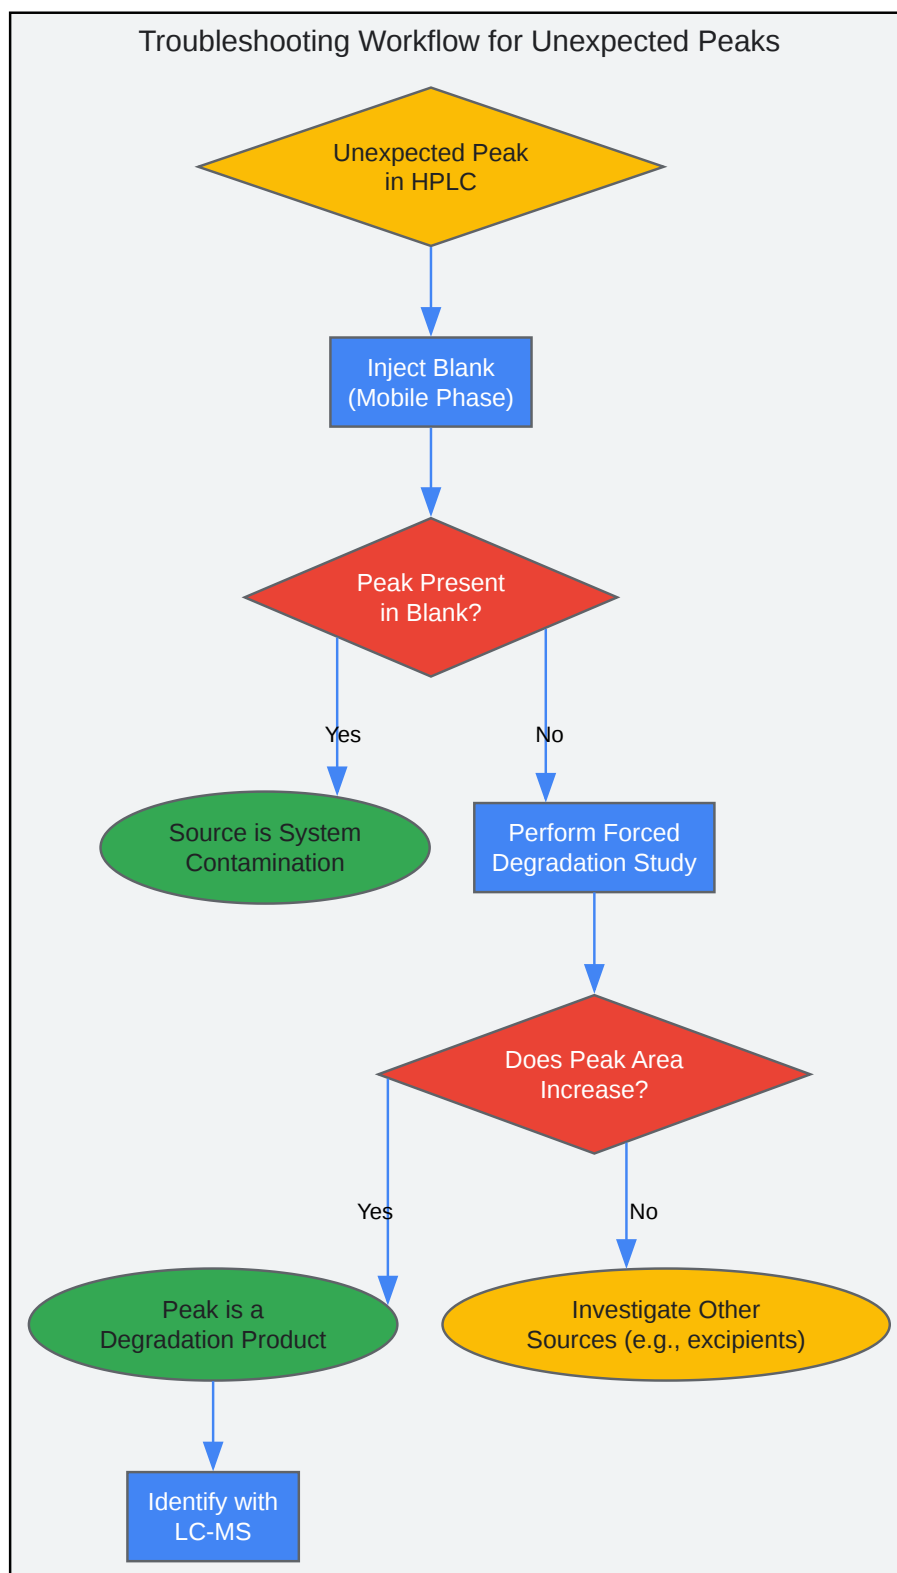 Troubleshooting Workflow for Unexpected Peaks
Unexpected Peak
in HPLC
Inject Blank
(Mobile Phase)
Peak Present
in Blank?
Yes
No
Source is System
Contamination
Perform Forced
Degradation Study
Does Peak Area
Increase?
Yes
No
Peak is a
Degradation Product
Investigate Other
Sources (e.g., excipients)
Identify with
LC-MS